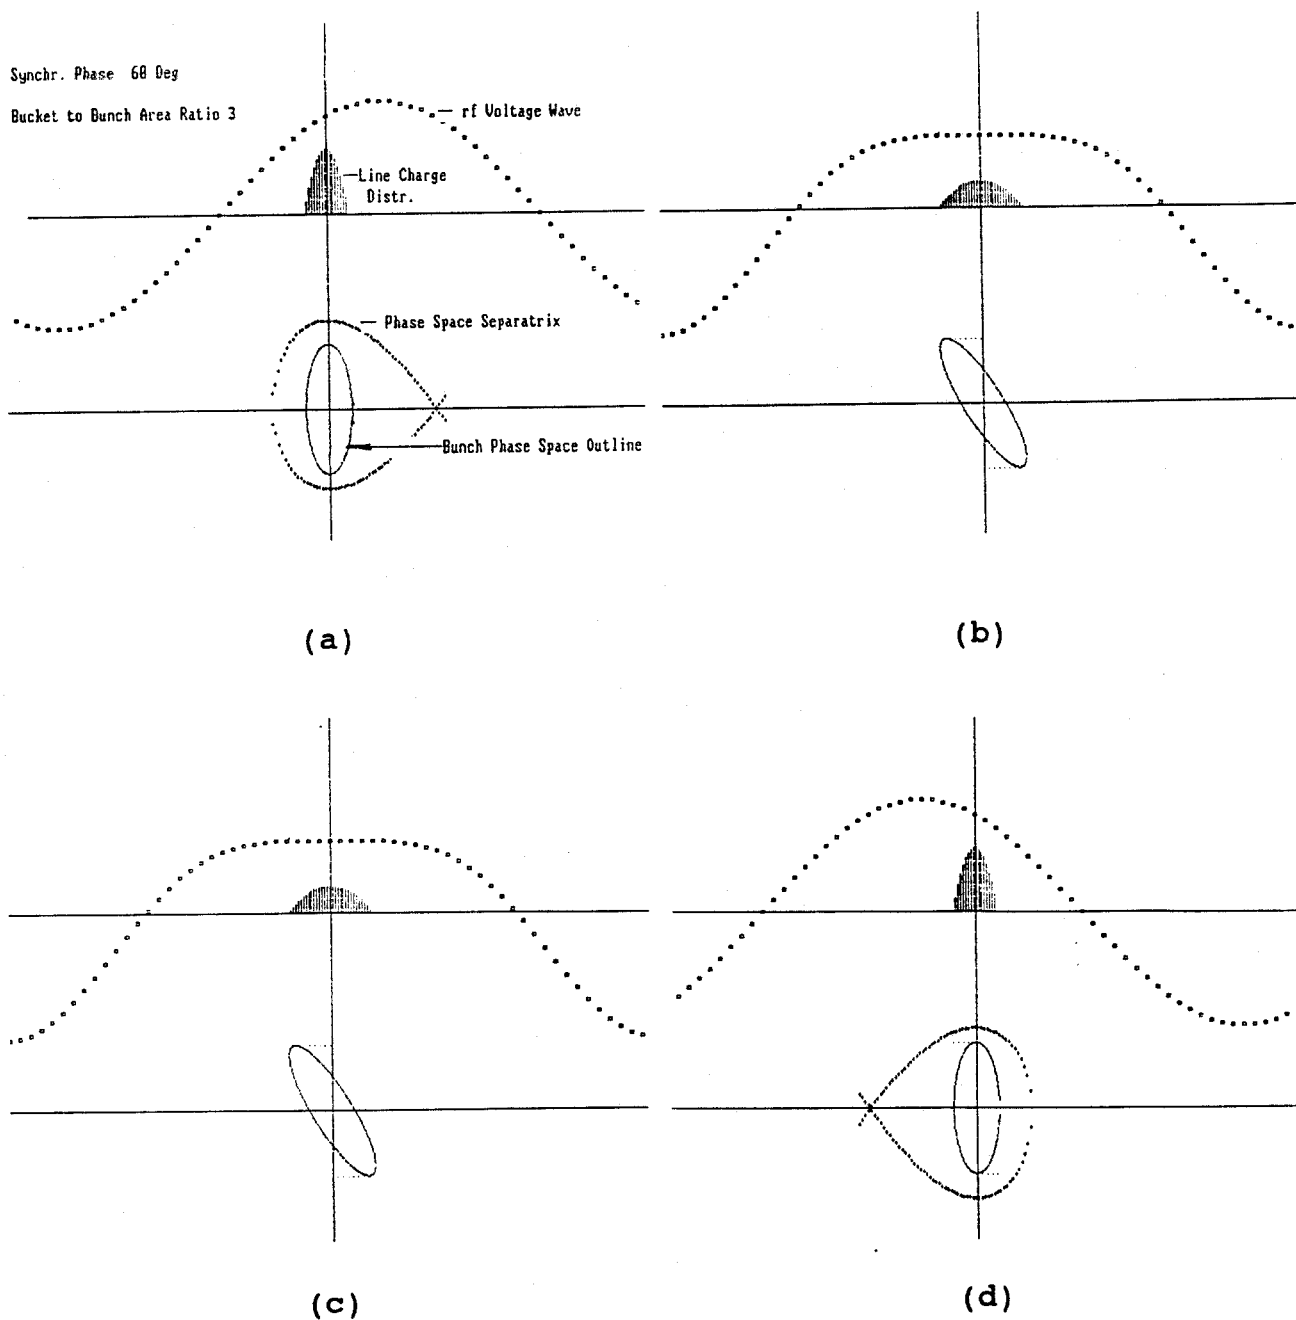 Synchr. Phase 60 Deg
Bucket to Bunch Area Ratio 3
rf Voltage Wave
Line Charge
Distr.
Phase Space Separatrix
Bunch Phase Space Outline
(a)
(b)
(c)
(d)